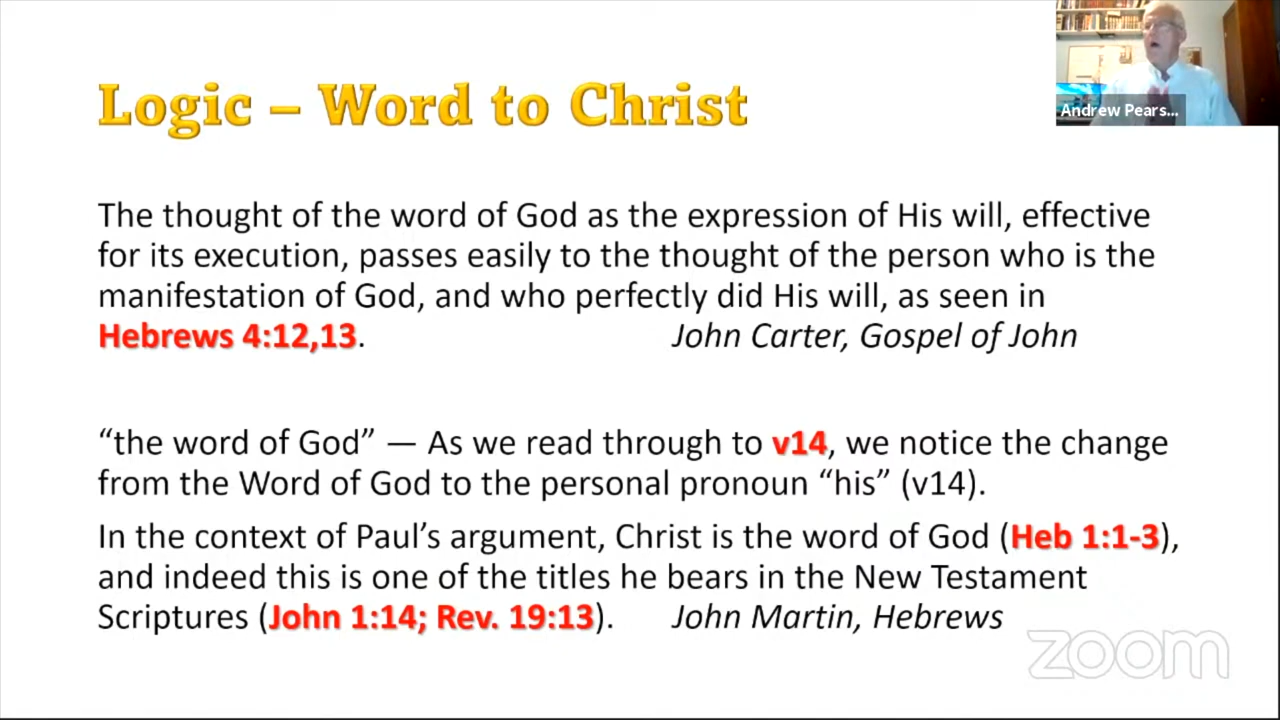 Logic – Word to Christ
Andrew Pears...
The thought of the word of God as the expression of His will, effective
for its execution, passes easily to the thought of the person who is the
manifestation of God, and who perfectly did His will, as seen in
Hebrews 4:12,13. John Carter, Gospel of John
“the word of God” — As we read through to v14, we notice the change
from the Word of God to the personal pronoun “his” (v14).
In the context of Paul’s argument, Christ is the word of God (Heb 1:1-3),
and indeed this is one of the titles he bears in the New Testament
Scriptures (John 1:14; Rev. 19:13). John Martin, Hebrews
zoom